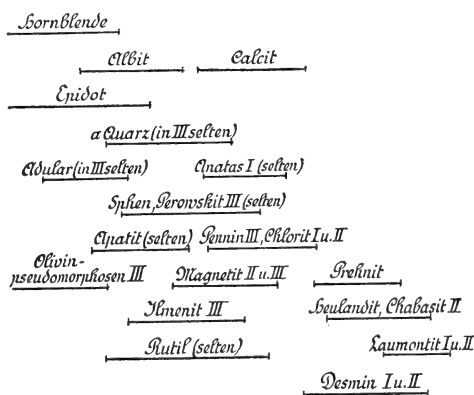 Hornblende
Albit Calcit
Epidot
α Quarz (in III selten)
Adular (in III selten) Anatas I (selten)
Sphen, Perowskit III (selten)
Apatit (selten) Pennin III, Chlorit I u. II
Olivin-
pseudomorphosen III Magnetit II u. III Prehnit
Ilmenit III Heulandit, Chabasit II
Rutil (selten) Laumontit I u. II
Desmin I u. II